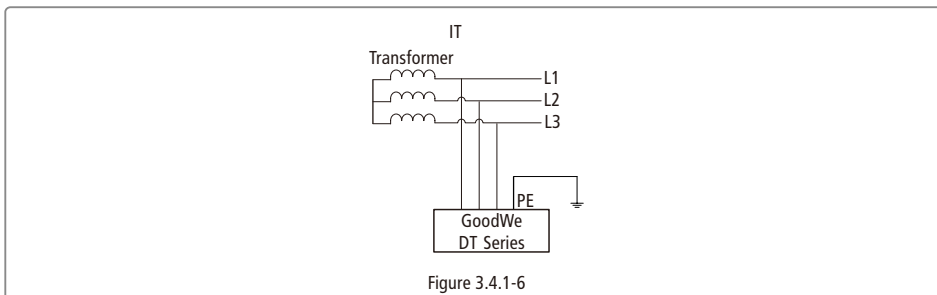 IT
Transformer
L1
L2
L3
PE
GoodWe
DT Series
Figure 3.4.1-6